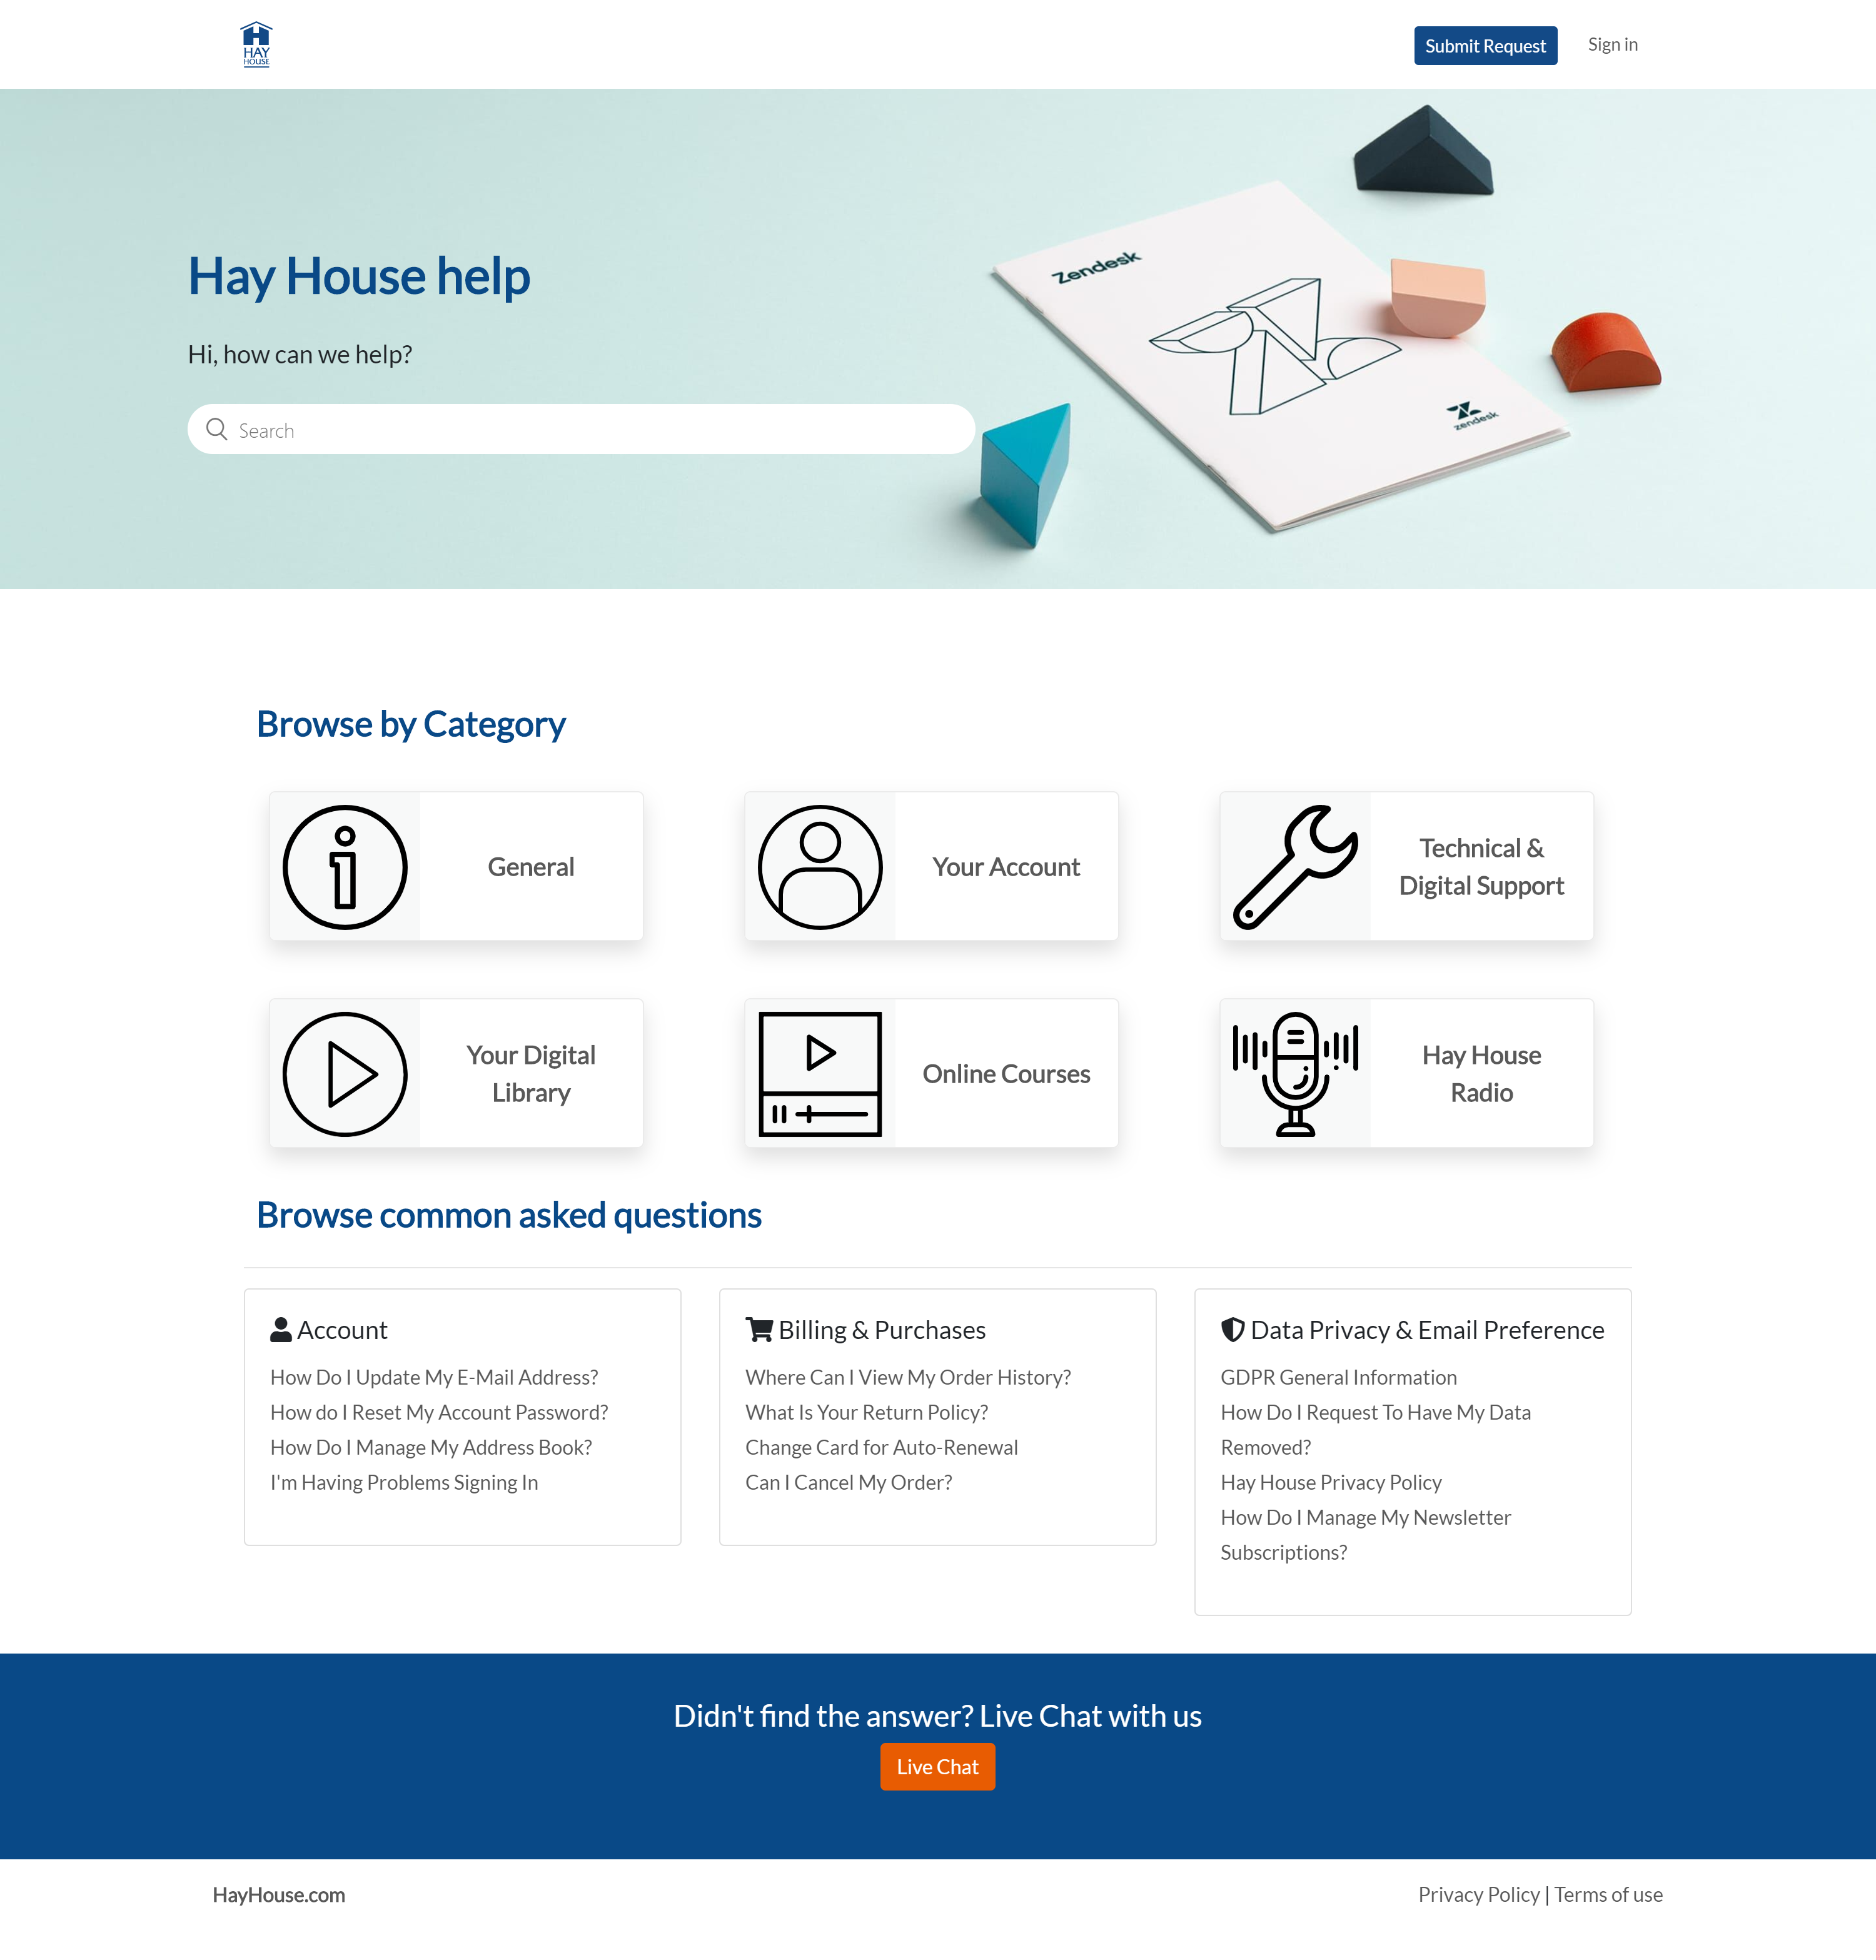 HAY
HOUSE
Submit Request
Sign in
Hay House help
Hi, how can we help?
Search
Zendesk
zendesk
Browse by Category
General
Your Account
Technical &
Digital Support
Your Digital
Library
Online Courses
Hay House
Radio
Browse common asked questions
Account
How Do I Update My E-Mail Address?
How do I Reset My Account Password?
How Do I Manage My Address Book?
I'm Having Problems Signing In
Billing & Purchases
Where Can I View My Order History?
What Is Your Return Policy?
Change Card for Auto-Renewal
Can I Cancel My Order?
Data Privacy & Email Preference
GDPR General Information
How Do I Request To Have My Data
Removed?
Hay House Privacy Policy
How Do I Manage My Newsletter
Subscriptions?
Didn't find the answer? Live Chat with us
Live Chat
HayHouse.com
Privacy Policy | Terms of use